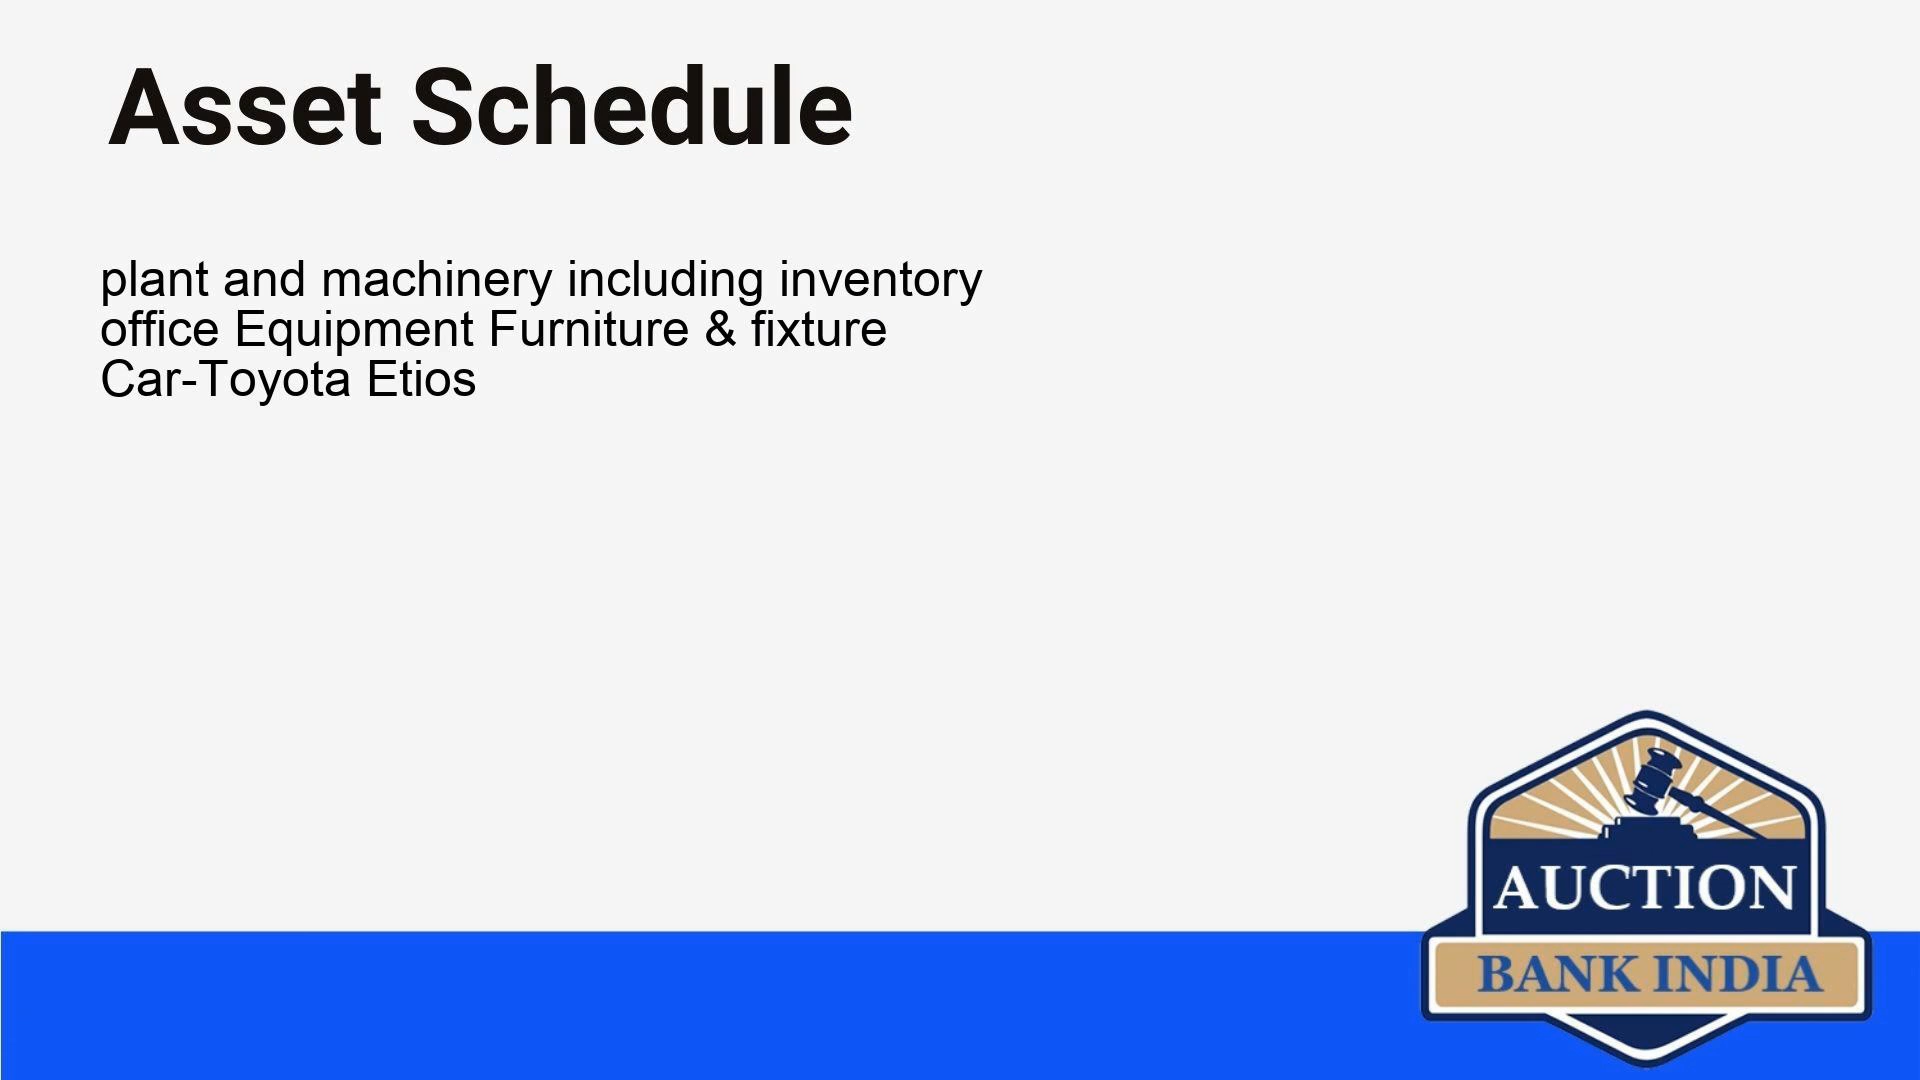 Asset Schedule
plant and machinery including inventory
office Equipment Furniture & fixture
Car-Toyota Etios
AUCTION
BANK INDIA